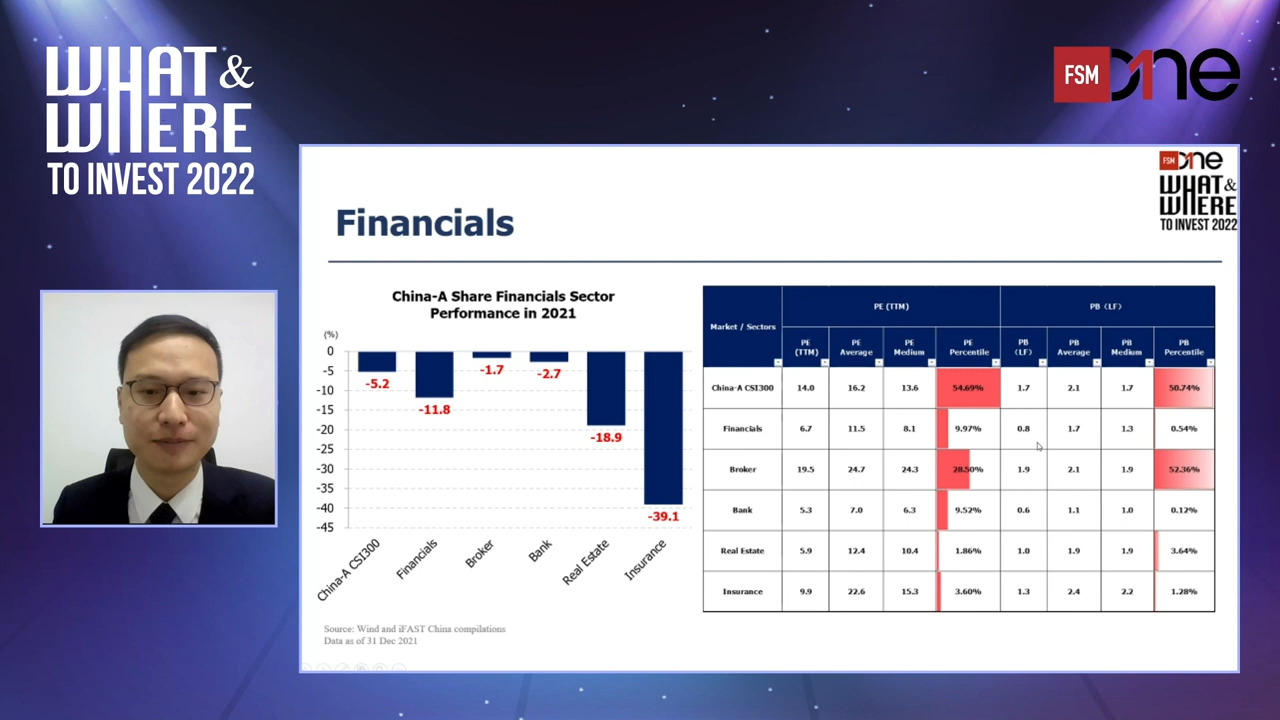 WHAT &
WHERE
TO INVEST 2022
FSM One
FSM One
WHAT &
WHERE
TO INVEST 2022
Financials
China-A Share Financials Sector
Performance in 2021
(%)
0
-5
-10
-15
-20
-25
-30
-35
-40
-45
-5.2
-11.8
-1.7
-2.7
-18.9
-39.1
China-A CSI300
Financials
Broker
Bank
Real Estate
Insurance
Source: Wind and iFAST China compilations
Data as of 31 Dec 2021
Market / Sectors PE (TTM) PB (LF)
PE (TTM) PE Average PE Medium PE Percentile PB (LF) PB Average PB Medium PB Percentile
China-A CSI300 14.0 16.2 13.6 54.69% 1.7 2.1 1.7 50.74%
Financials 6.7 11.5 8.1 9.97% 0.8 1.7 1.3 0.54%
Broker 19.5 24.7 24.3 28.50% 1.9 2.1 1.9 52.36%
Bank 5.3 7.0 6.3 9.52% 0.6 1.1 1.0 0.12%
Real Estate 5.9 12.4 10.4 1.86% 1.0 1.9 1.9 3.64%
Insurance 9.9 22.6 15.3 3.60% 1.3 2.4 2.2 1.28%